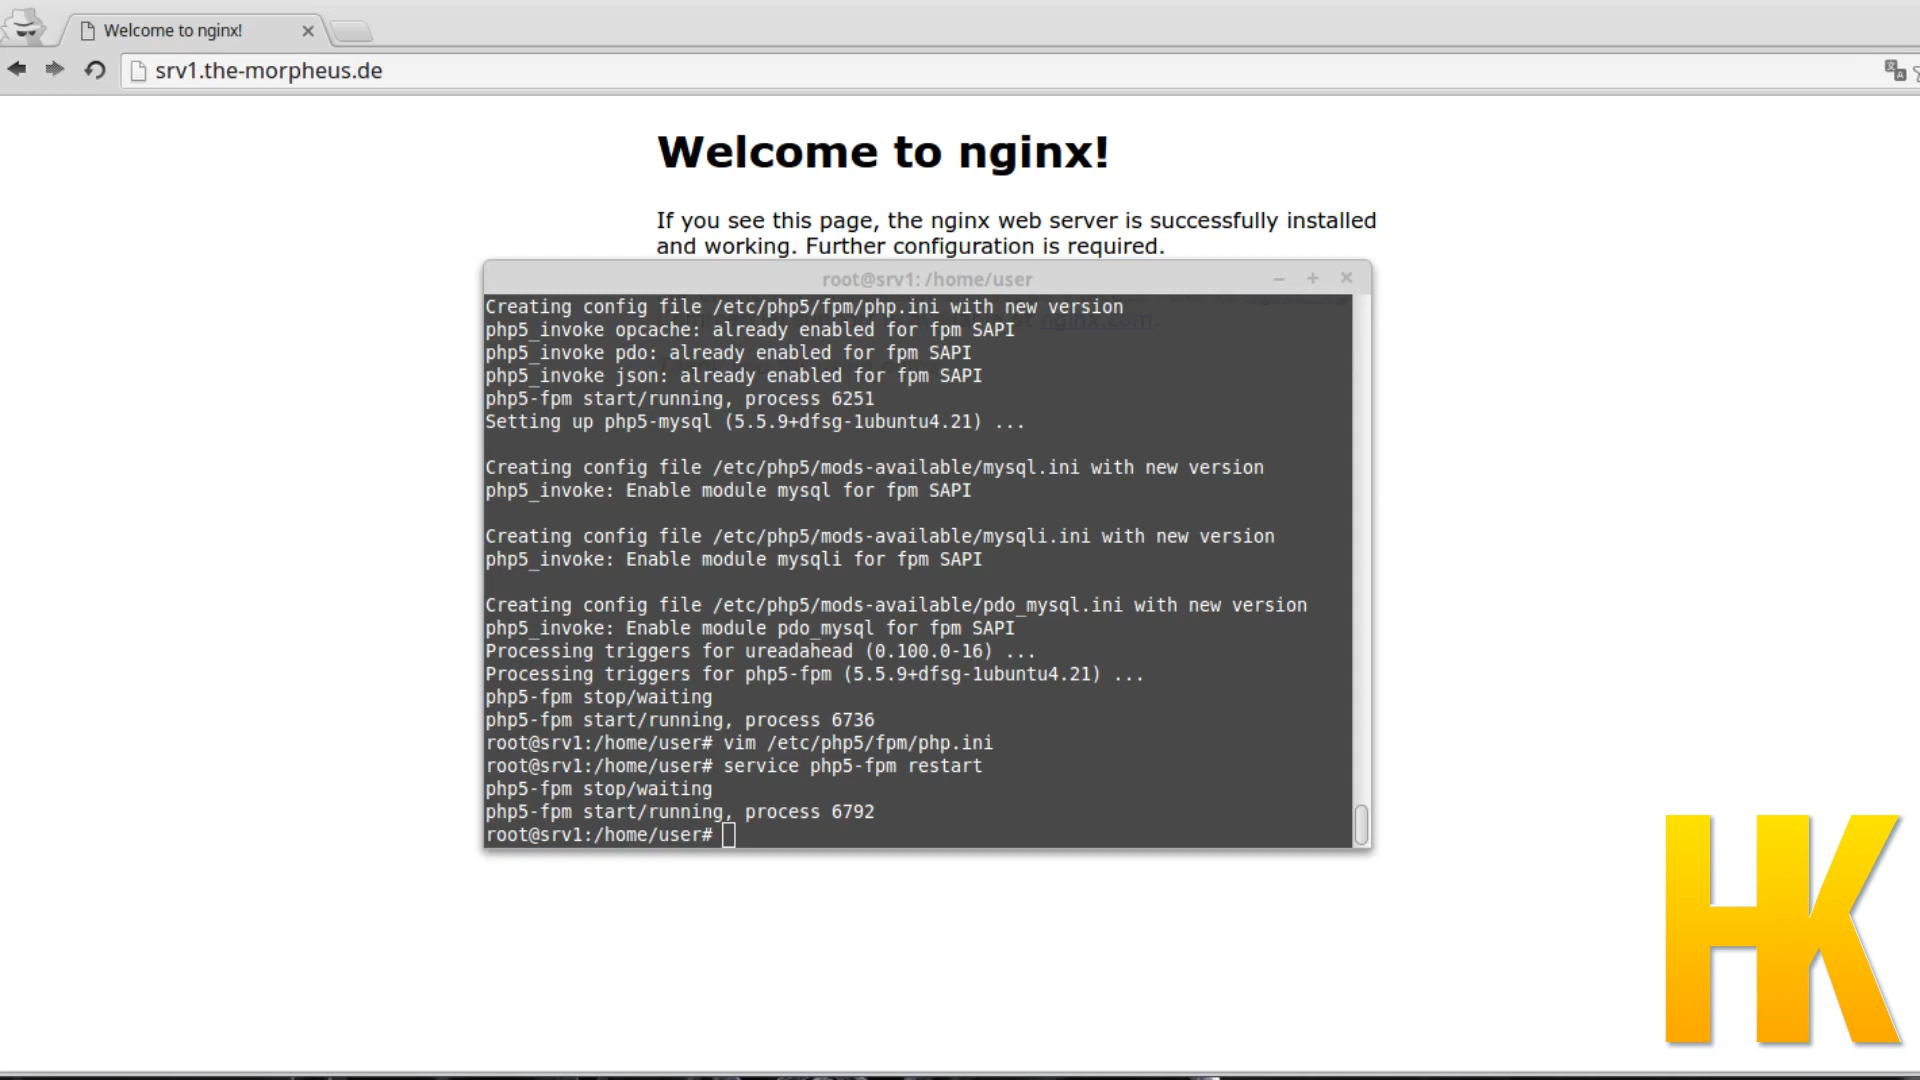 Welcome to nginx!
srv1.the-morpheus.de
Welcome to nginx!
If you see this page, the nginx web server is successfully installed
and working. Further configuration is required.
root@srv1: /home/user
Creating config file /etc/php5/fpm/php.ini with new version
nginx.com.
php5_invoke opcache: already enabled for fpm SAPI
php5_invoke pdo: already enabled for fpm SAPI
php5_invoke json: already enabled for fpm SAPI
php5-fpm start/running, process 6251
Setting up php5-mysql (5.5.9+dfsg-1ubuntu4.21) ...
Creating config file /etc/php5/mods-available/mysql.ini with new version
php5_invoke: Enable module mysql for fpm SAPI
Creating config file /etc/php5/mods-available/mysqli.ini with new version
php5_invoke: Enable module mysqli for fpm SAPI
Creating config file /etc/php5/mods-available/pdo_mysql.ini with new version
php5_invoke: Enable module pdo_mysql for fpm SAPI
Processing triggers for ureadahead (0.100.0-16) ...
Processing triggers for php5-fpm (5.5.9+dfsg-1ubuntu4.21) ...
php5-fpm stop/waiting
php5-fpm start/running, process 6736
root@srv1:/home/user# vim /etc/php5/fpm/php.ini
root@srv1:/home/user# service php5-fpm restart
php5-fpm stop/waiting
php5-fpm start/running, process 6792
root@srv1:/home/user#
HK